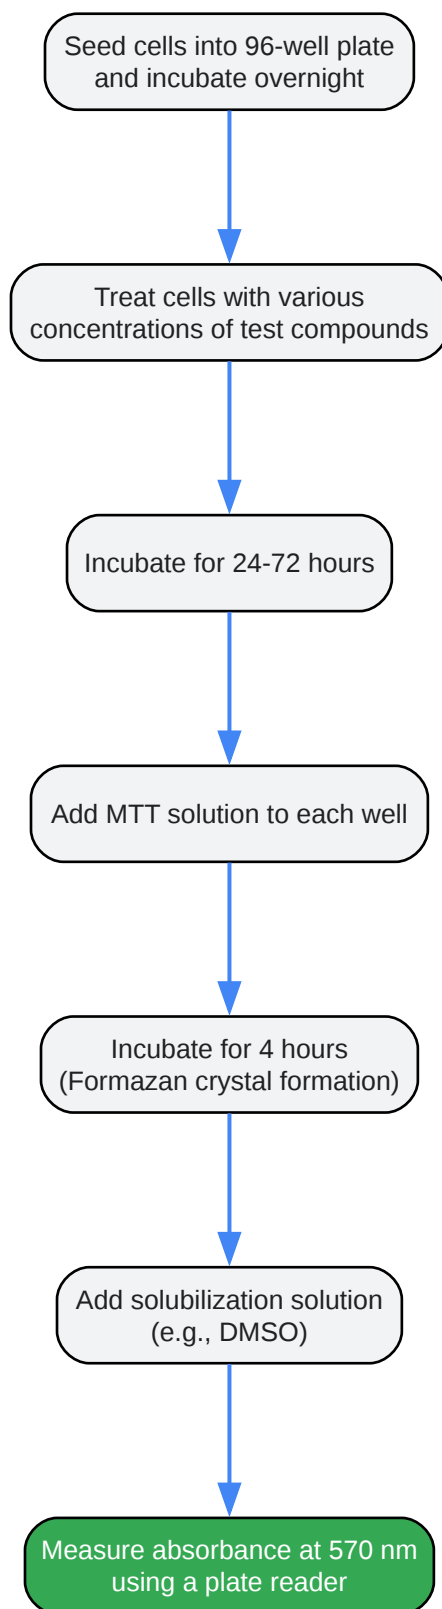 Seed cells into 96-well plate
and incubate overnight
Treat cells with various
concentrations of test compounds
Incubate for 24-72 hours
Add MTT solution to each well
Incubate for 4 hours
(Formazan crystal formation)
Add solubilization solution
(e.g., DMSO)
Measure absorbance at 570 nm
using a plate reader